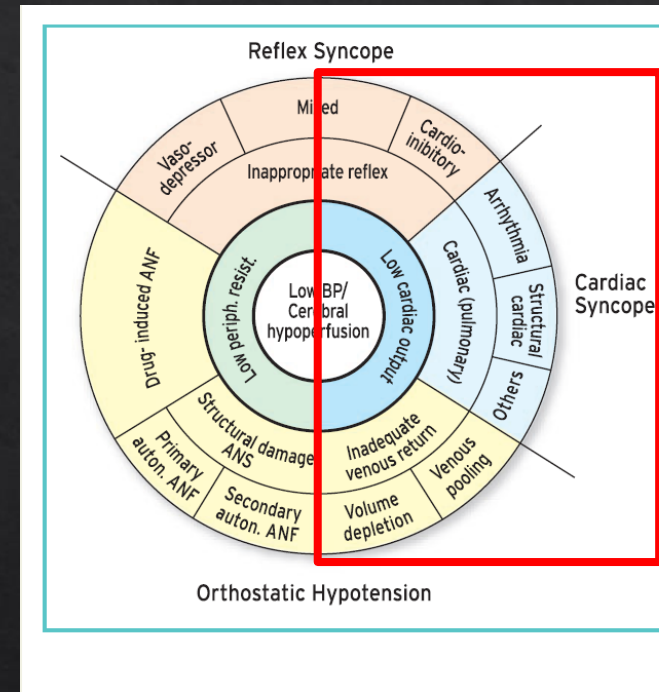 Reflex Syncope
Mixed
Vaso-
depressor
Cardio-
inibitory
Inappropriate reflex
Arrhythmia
Structural
cardiac
Others
Cardiac (pulmonary)
Cardiac
Syncope
Drug- induced ANF
Low periph. resist.
Low BP/
Cerebral
hypoperfusion
Low cardiac output
Structural damage
ANS
Inadequate
venous return
Primary
auton. ANF
Secondary
auton. ANF
Volume
depletion
Venous
pooling
Orthostatic Hypotension